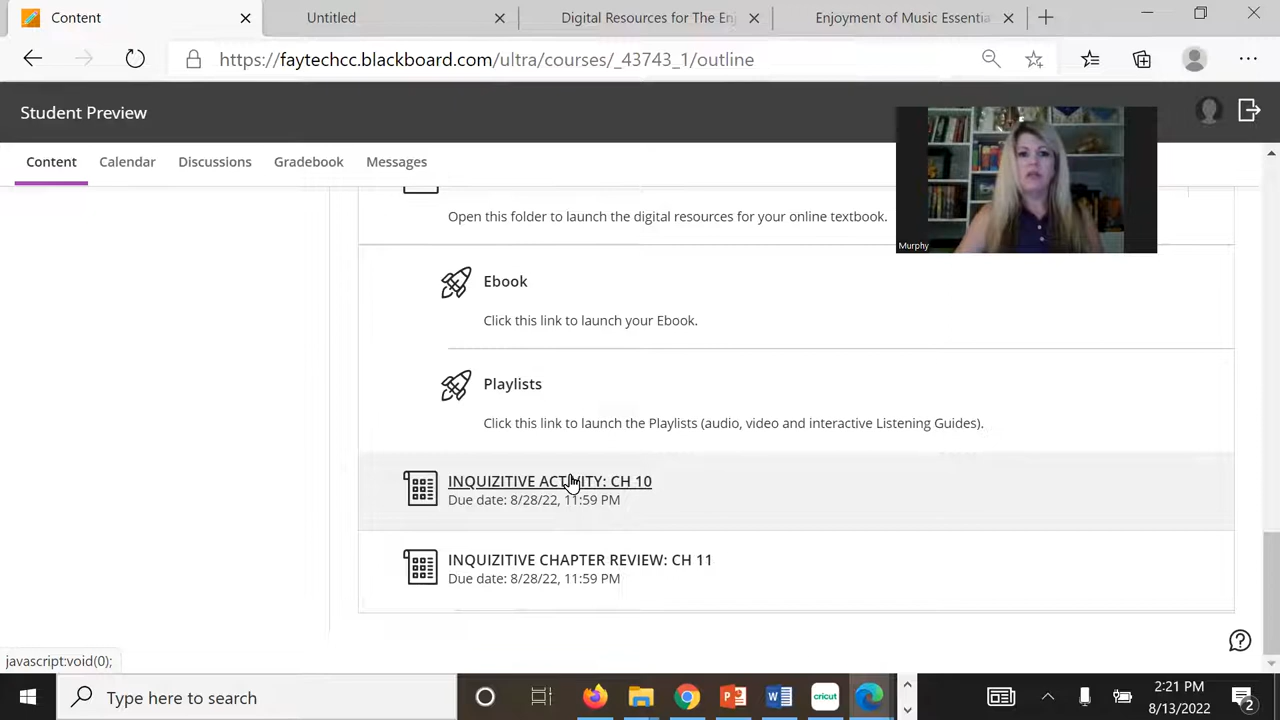 Content
Untitled
Digital Resources for The En
Enjoyment of Music Essentia
https://faytechcc.blackboard.com/ultra/courses/_43743_1/outline
Student Preview
Content
Calendar
Discussions
Gradebook
Messages
Open this folder to launch the digital resources for your online textbook.
Murphy
Ebook
Click this link to launch your Ebook.
Playlists
Click this link to launch the Playlists (audio, video and interactive Listening Guides).
INQUIZITIVE ACTIVITY: CH 10
Due date: 8/28/22, 11:59 PM
INQUIZITIVE CHAPTER REVIEW: CH 11
Due date: 8/28/22, 11:59 PM
javascript:void(0);
Type here to search
cricut
2:21 PM
8/13/2022
2